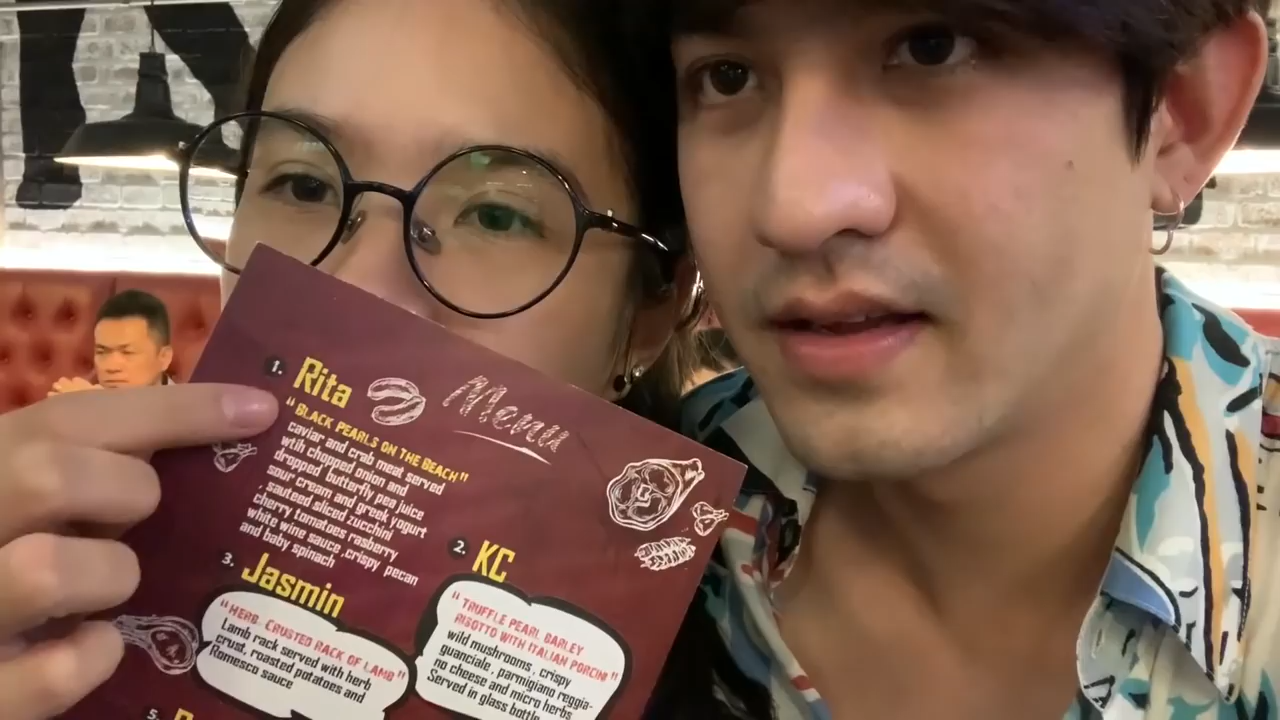 Menu
1. Rita
"BLACK PEARLS ON THE BEACH"
caviar and crab meat served
wtih chopped onion and
dropped butterfly pea juice
sour cream and greek yogurt
, sauteed sliced zucchini
cherry tomatoes rasberry
white wine sauce ,crispy pecan
and baby spinach
2. KC
"TRUFFLE PEARL BARLEY
RISOTTO WITH ITALIAN PORCINI"
wild mushrooms, crispy
guanciale, parmigiano reggia-
no cheese and micro herbs
Served in glass bottle
3. Jasmin
"HERB CRUSTED RACK OF LAMB"
Lamb rack served with herb
crust, roasted potatoes and
Romesco sauce
5.